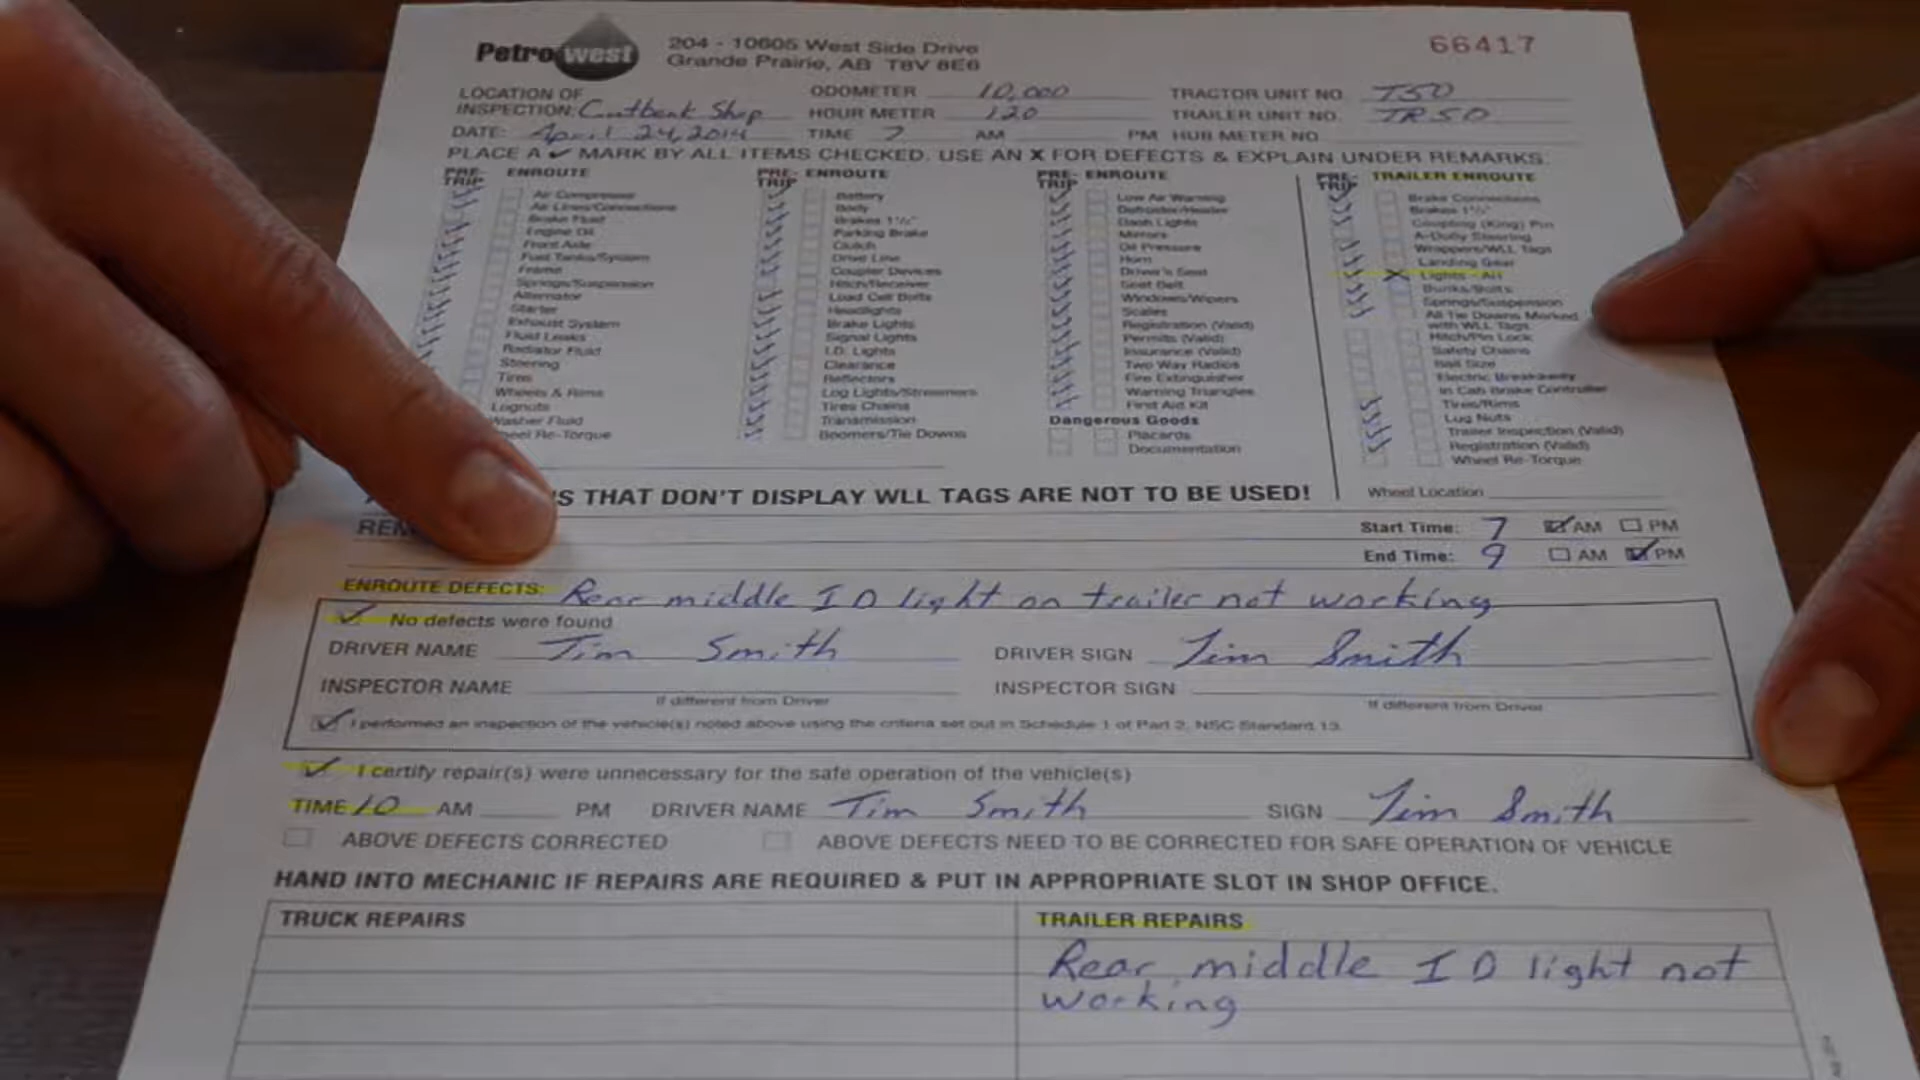 Petrowest
204 - 10605 West Side Drive
Grande Prairie, AB T8V 8E6
66417
LOCATION OF INSPECTION: Cutbank Shop
ODOMETER 10,000
TRACTOR UNIT NO. T50
HOUR METER 120
TRAILER UNIT NO. TR50
DATE: April 24, 2014 TIME 7 AM PM HUB METER NO
PLACE A ✓ MARK BY ALL ITEMS CHECKED. USE AN X FOR DEFECTS & EXPLAIN UNDER REMARKS.
PRE-TRIP ENROUTE
Air Compressor
Air Lines/Connections
Brake Fluid
Engine Oil
Front Axle
Fuel Tanks/System
Frame
Springs/Suspension
Alternator
Starter
Exhaust System
Fluid Leaks
Radiator Fluid
Steering
Tires
Wheels & Rims
Lugnuts
Washer Fluid
eel Re-Torque
PRE-TRIP ENROUTE
Battery
Body
Brakes 1½"
Parking Brake
Clutch
Drive Line
Coupler Devices
Hitch/Receiver
Load Cell Bolts
Headlights
Brake Lights
Signal Lights
I.D. Lights
Clearance
Reflectors
Log Lights/Streamers
Tires Chains
Transmission
Boomers/Tie Downs
PRE-TRIP ENROUTE
Low Air Warning
Defroster/Heater
Dash Lights
Mirrors
Oil Pressure
Horn
Driver's Seat
Seat Belt
Windows/Wipers
Scales
Registration (Valid)
Permits (Valid)
Insurance (Valid)
Two Way Radios
Fire Extinguisher
Warning Triangles
First Aid Kit
Dangerous Goods
Placards
Documentation
PRE-TRIP TRAILER ENROUTE
Brake Connections
Brakes 1½"
Coupling (King) Pin
A-Dolly Steering
Wrappers/WLL Tags
Landing Gear
Lights - All
Bunks/Bolts
Springs/Suspension
All Tie Downs Marked
with WLL Tags
Hitch/Pin Lock
Safety Chains
Ball Size
Electric Breakaway
In Cab Brake Controller
Tires/Rims
Lug Nuts
Trailer Inspection (Valid)
Registration (Valid)
Wheel Re-Torque
Wheel Location
S THAT DON'T DISPLAY WLL TAGS ARE NOT TO BE USED!
REM
Start Time: 7 AM PM
End Time: 9 AM PM
ENROUTE DEFECTS: Rear middle ID light on trailer not working
No defects were found
DRIVER NAME Tim Smith DRIVER SIGN Tim Smith
INSPECTOR NAME INSPECTOR SIGN
If different from Driver If different from Driver
I performed an inspection of the vehicle(s) noted above using the criteria set out in Schedule 1 of Part 2, NSC Standard 13.
I certify repair(s) were unnecessary for the safe operation of the vehicle(s)
TIME 10 AM PM DRIVER NAME Tim Smith SIGN Tim Smith
ABOVE DEFECTS CORRECTED ABOVE DEFECTS NEED TO BE CORRECTED FOR SAFE OPERATION OF VEHICLE
HAND INTO MECHANIC IF REPAIRS ARE REQUIRED & PUT IN APPROPRIATE SLOT IN SHOP OFFICE.
TRUCK REPAIRS
TRAILER REPAIRS
Rear middle ID light not
working